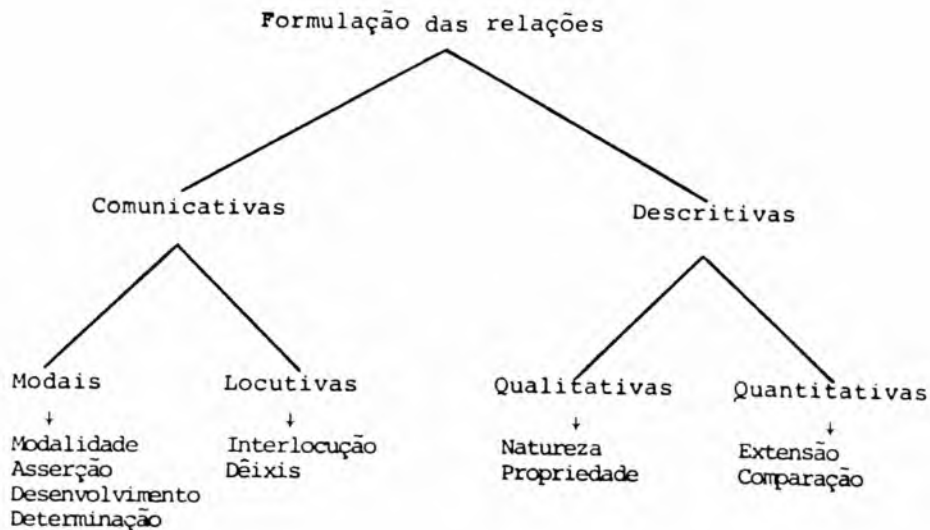 Formulação das relações
Comunicativas
Descritivas
Modais
↓
Modalidade
Asserção
Desenvolvimento
Determinação
Locutivas
↓
Interlocução
Dêixis
Qualitativas
↓
Natureza
Propriedade
Quantitativas
↓
Extensão
Comparação